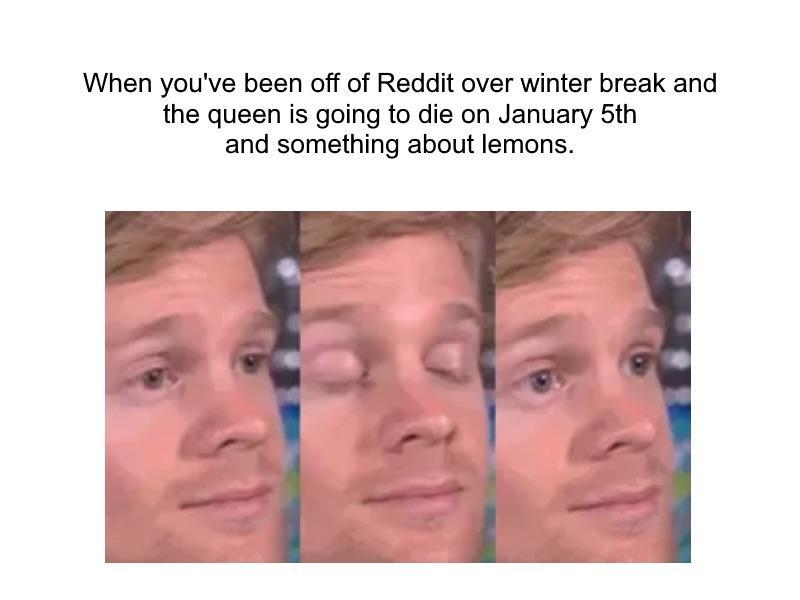 When you've been off of Reddit over winter break and
the queen is going to die on January 5th
and something about lemons.